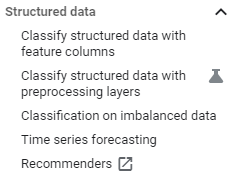 Structured data
Classify structured data with
feature columns
Classify structured data with
preprocessing layers
Classification on imbalanced data
Time series forecasting
Recommenders